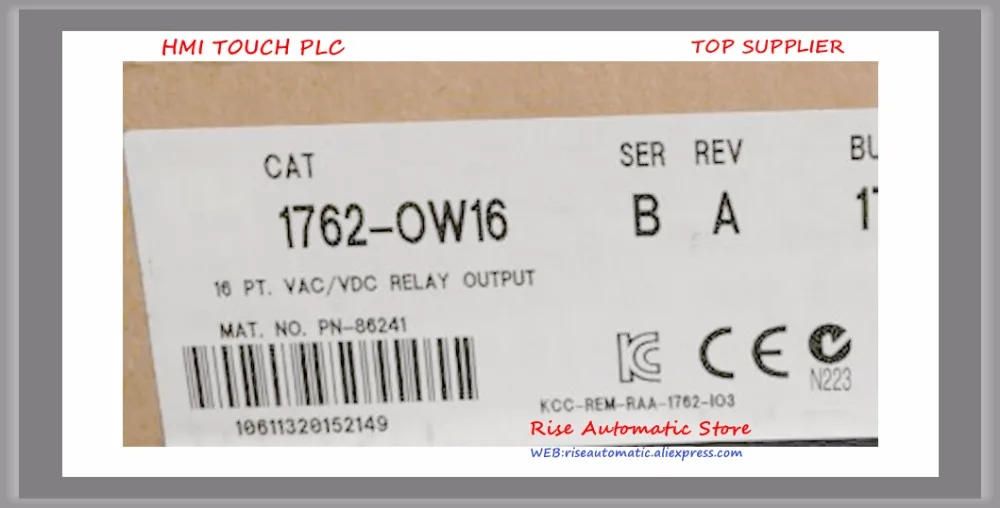 HMI TOUCH PLC
TOP SUPPLIER
CAT
SER REV
1762-OW16
B A
16 PT. VAC/VDC RELAY OUTPUT
MAT. NO. PN-86241
10611320152149
CE
N223
KCC-REM-RAA-1762-IO3
Rise Automatic Store
WEB:riseautomatic.aliexpress.com